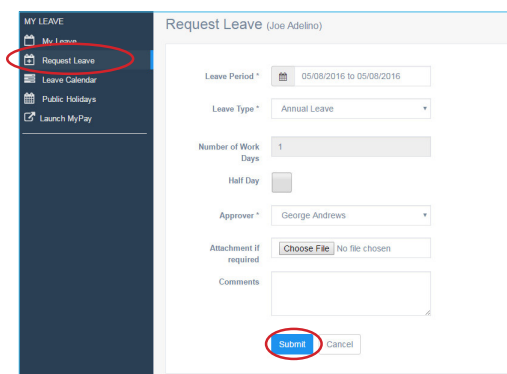 MY LEAVE
My Leave
Request Leave
Leave Calendar
Public Holidays
Launch MyPay
Request Leave (Joe Adelino)
Leave Period *
05/08/2016 to 05/08/2016
Leave Type *
Annual Leave
Number of Work
Days
1
Half Day
Approver *
George Andrews
Attachment if
required
Choose File No file chosen
Comments
Submit
Cancel